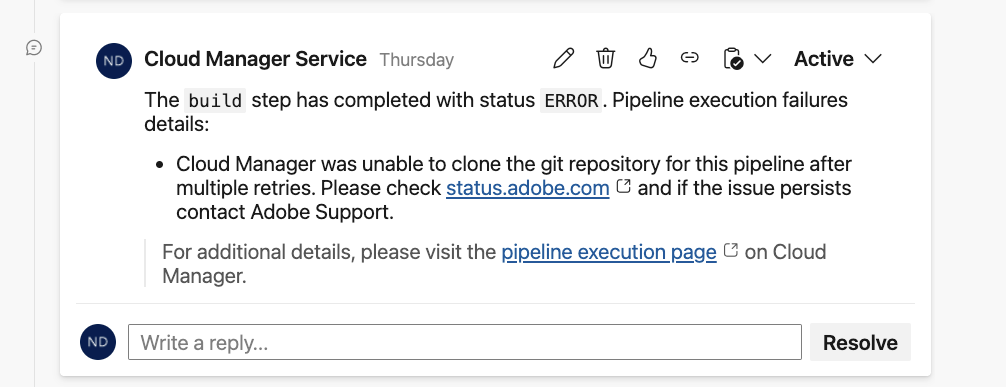 ND Cloud Manager Service Thursday Active
The build step has completed with status ERROR. Pipeline execution failures
details:
• Cloud Manager was unable to clone the git repository for this pipeline after
multiple retries. Please check status.adobe.com and if the issue persists
contact Adobe Support.
For additional details, please visit the pipeline execution page on Cloud
Manager.
ND Write a reply... Resolve